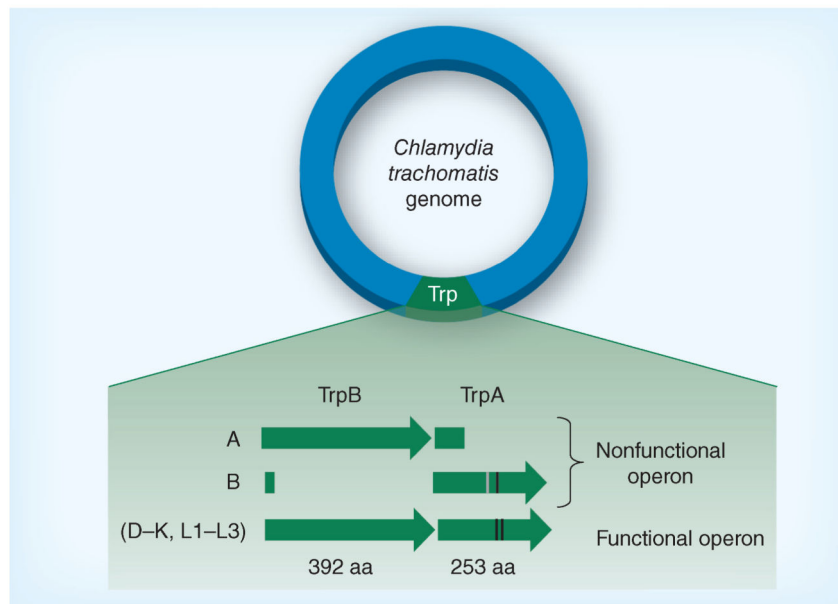 Chlamydia
trachomatis
genome
Trp
TrpB TrpA
A
B
Nonfunctional
operon
(D–K, L1–L3)
Functional operon
392 aa 253 aa